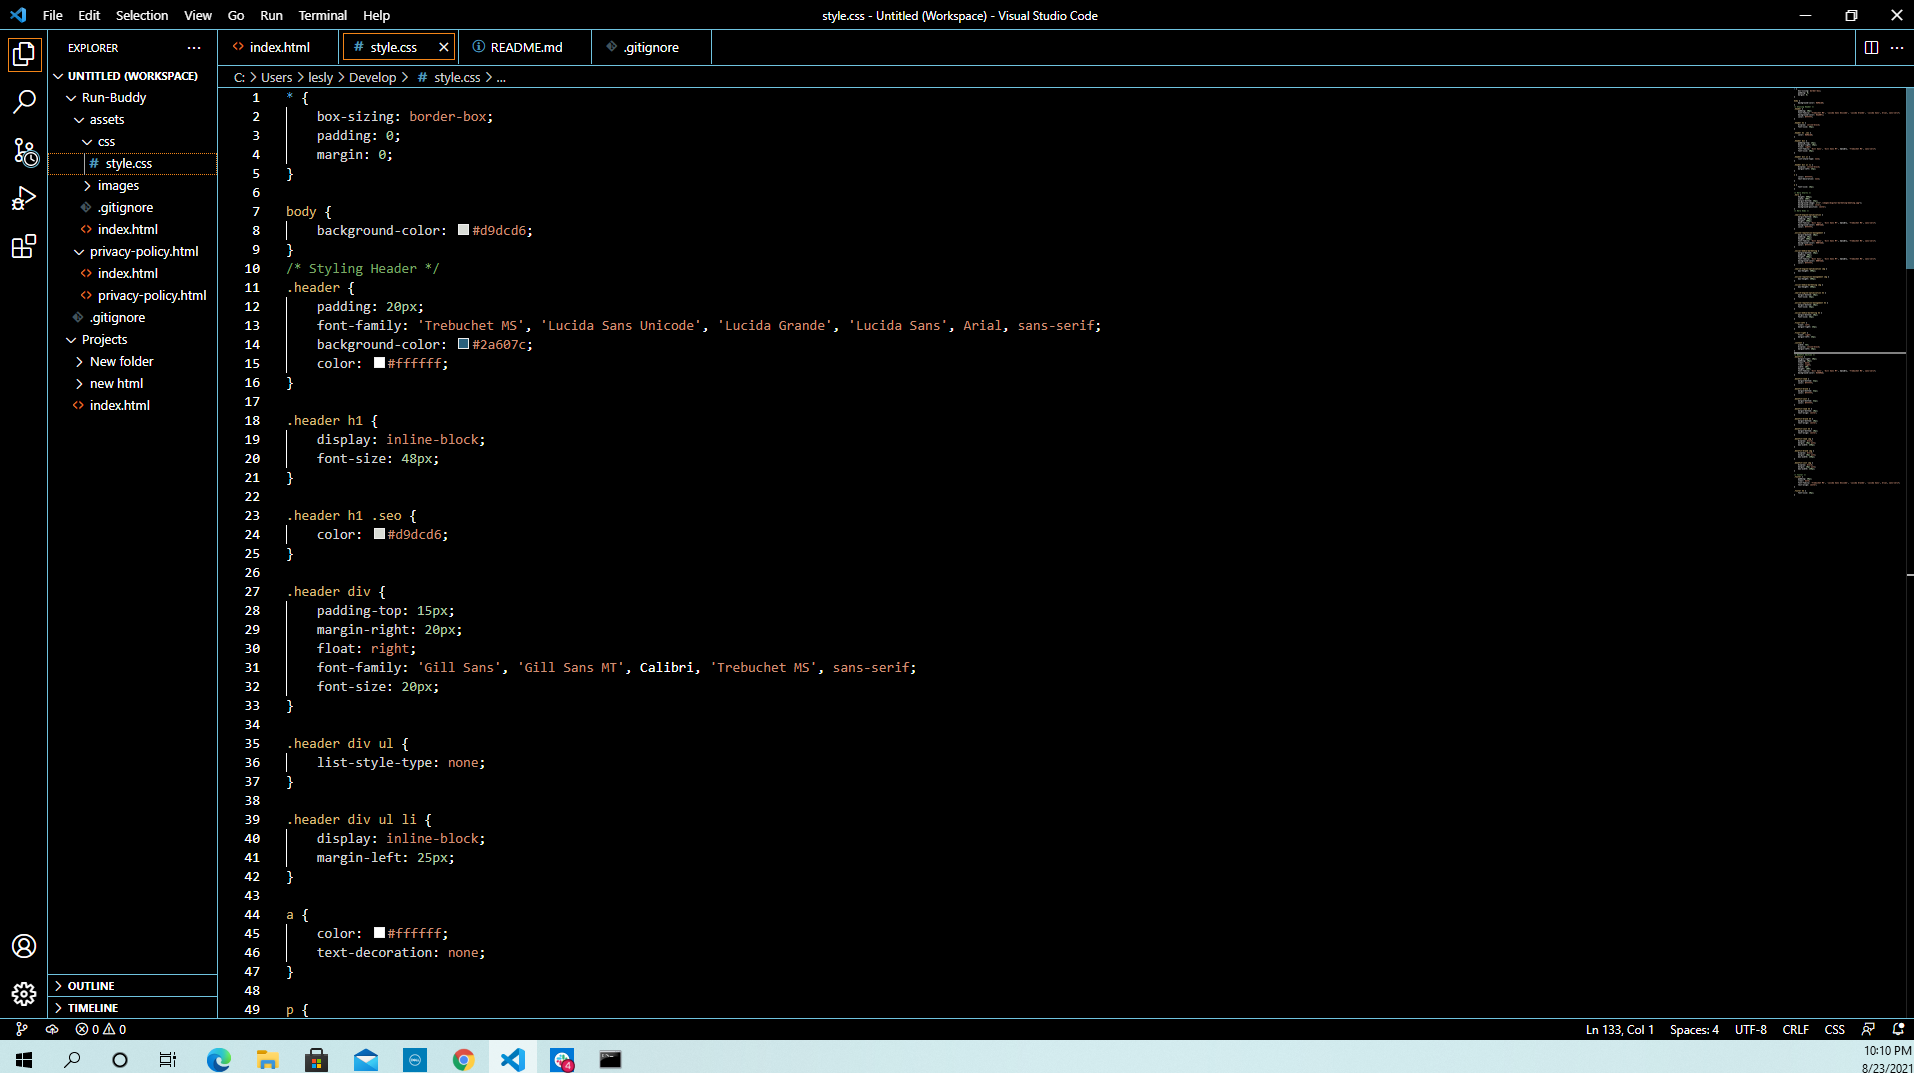 File Edit Selection View Go Run Terminal Help
style.css - Untitled (Workspace) - Visual Studio Code
EXPLORER
index.html
style.css
README.md
.gitignore
UNTITLED (WORKSPACE)
Run-Buddy
assets
css
style.css
images
.gitignore
index.html
privacy-policy.html
index.html
privacy-policy.html
.gitignore
Projects
New folder
new html
index.html
OUTLINE
TIMELINE
C: > Users > lesly > Develop > # style.css > ...
1 * {
2 box-sizing: border-box;
3 padding: 0;
4 margin: 0;
5 }
6
7 body {
8 background-color: #d9dcd6;
9 }
10 /* Styling Header */
11 .header {
12 padding: 20px;
13 font-family: 'Trebuchet MS', 'Lucida Sans Unicode', 'Lucida Grande', 'Lucida Sans', Arial, sans-serif;
14 background-color: #2a607c;
15 color: #ffffff;
16 }
17
18 .header h1 {
19 display: inline-block;
20 font-size: 48px;
21 }
22
23 .header h1 .seo {
24 color: #d9dcd6;
25 }
26
27 .header div {
28 padding-top: 15px;
29 margin-right: 20px;
30 float: right;
31 font-family: 'Gill Sans', 'Gill Sans MT', Calibri, 'Trebuchet MS', sans-serif;
32 font-size: 20px;
33 }
34
35 .header div ul {
36 list-style-type: none;
37 }
38
39 .header div ul li {
40 display: inline-block;
41 margin-left: 25px;
42 }
43
44 a {
45 color: #ffffff;
46 text-decoration: none;
47 }
48
49 p {
0 0
Ln 133, Col 1 Spaces: 4 UTF-8 CRLF CSS
4
10:10 PM
8/23/2021